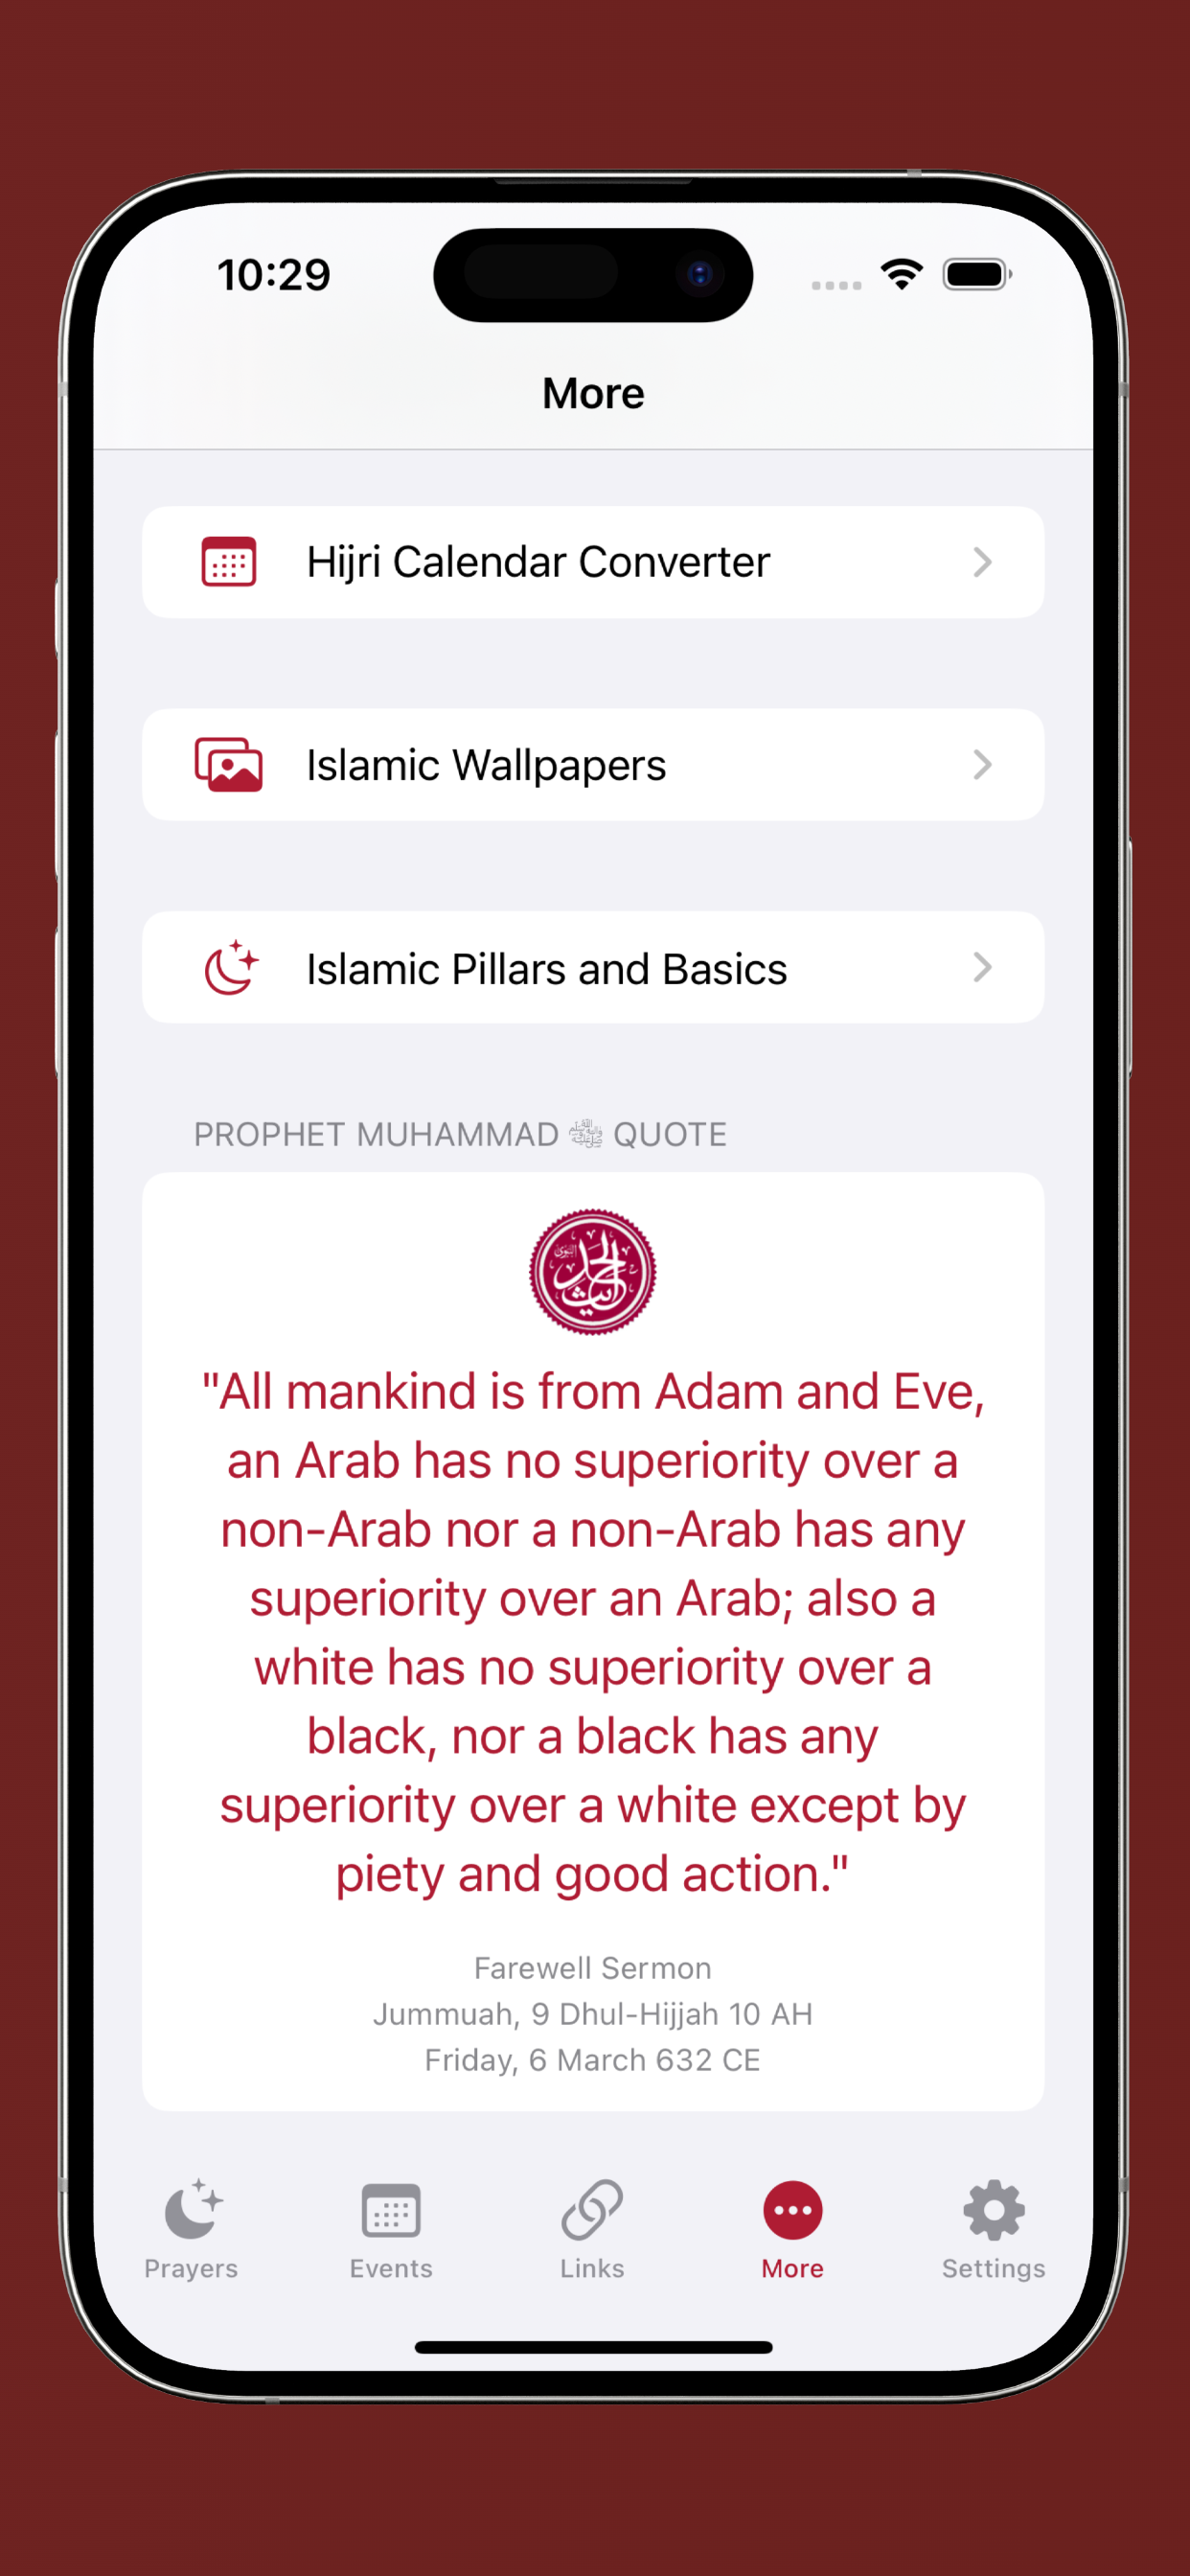 10:29
More
Hijri Calendar Converter
Islamic Wallpapers
Islamic Pillars and Basics
PROPHET MUHAMMAD ﷺ QUOTE
الحديث النبوي
"All mankind is from Adam and Eve,
an Arab has no superiority over a
non-Arab nor a non-Arab has any
superiority over an Arab; also a
white has no superiority over a
black, nor a black has any
superiority over a white except by
piety and good action."
Farewell Sermon
Jummuah, 9 Dhul-Hijjah 10 AH
Friday, 6 March 632 CE
Prayers
Events
Links
More
Settings